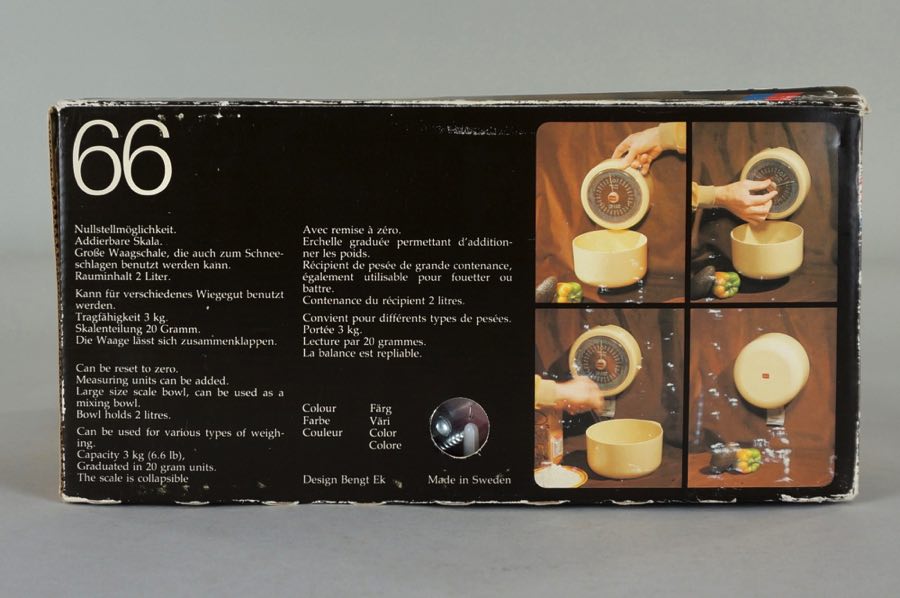 66
Nullstellmöglichkeit.
Addierbare Skala.
Große Waagschale, die auch zum Schnee-
schlagen benutzt werden kann.
Rauminhalt 2 Liter.
Kann für verschiedenes Wiegegut benutzt
werden.
Tragfähigkeit 3 kg.
Skalenteilung 20 Gramm.
Die Waage lässt sich zusammenklappen.
Can be reset to zero.
Measuring units can be added.
Large size scale bowl, can be used as a
mixing bowl.
Bowl holds 2 litres.
Can be used for various types of weigh-
ing.
Capacity 3 kg (6.6 lb),
Graduated in 20 gram units.
The scale is collapsible
Avec remise à zéro.
Erchelle graduée permettant d'addition-
ner les poids.
Récipient de pesée de grande contenance,
également utilisable pour fouetter ou
battre.
Contenance du récipient 2 litres.
Convient pour différents types de pesées.
Portée 3 kg.
Lecture par 20 grammes.
La balance est repliable.
Colour Färg
Farbe Väri
Couleur Color
Colore
Design Bengt Ek Made in Sweden